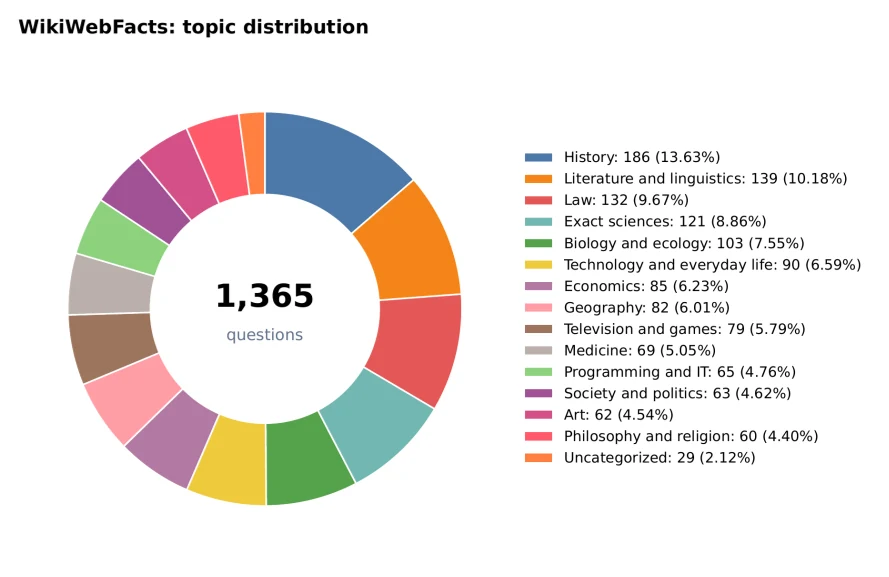 WikiWebFacts: topic distribution
1,365
questions
History: 186 (13.63%)
Literature and linguistics: 139 (10.18%)
Law: 132 (9.67%)
Exact sciences: 121 (8.86%)
Biology and ecology: 103 (7.55%)
Technology and everyday life: 90 (6.59%)
Economics: 85 (6.23%)
Geography: 82 (6.01%)
Television and games: 79 (5.79%)
Medicine: 69 (5.05%)
Programming and IT: 65 (4.76%)
Society and politics: 63 (4.62%)
Art: 62 (4.54%)
Philosophy and religion: 60 (4.40%)
Uncategorized: 29 (2.12%)